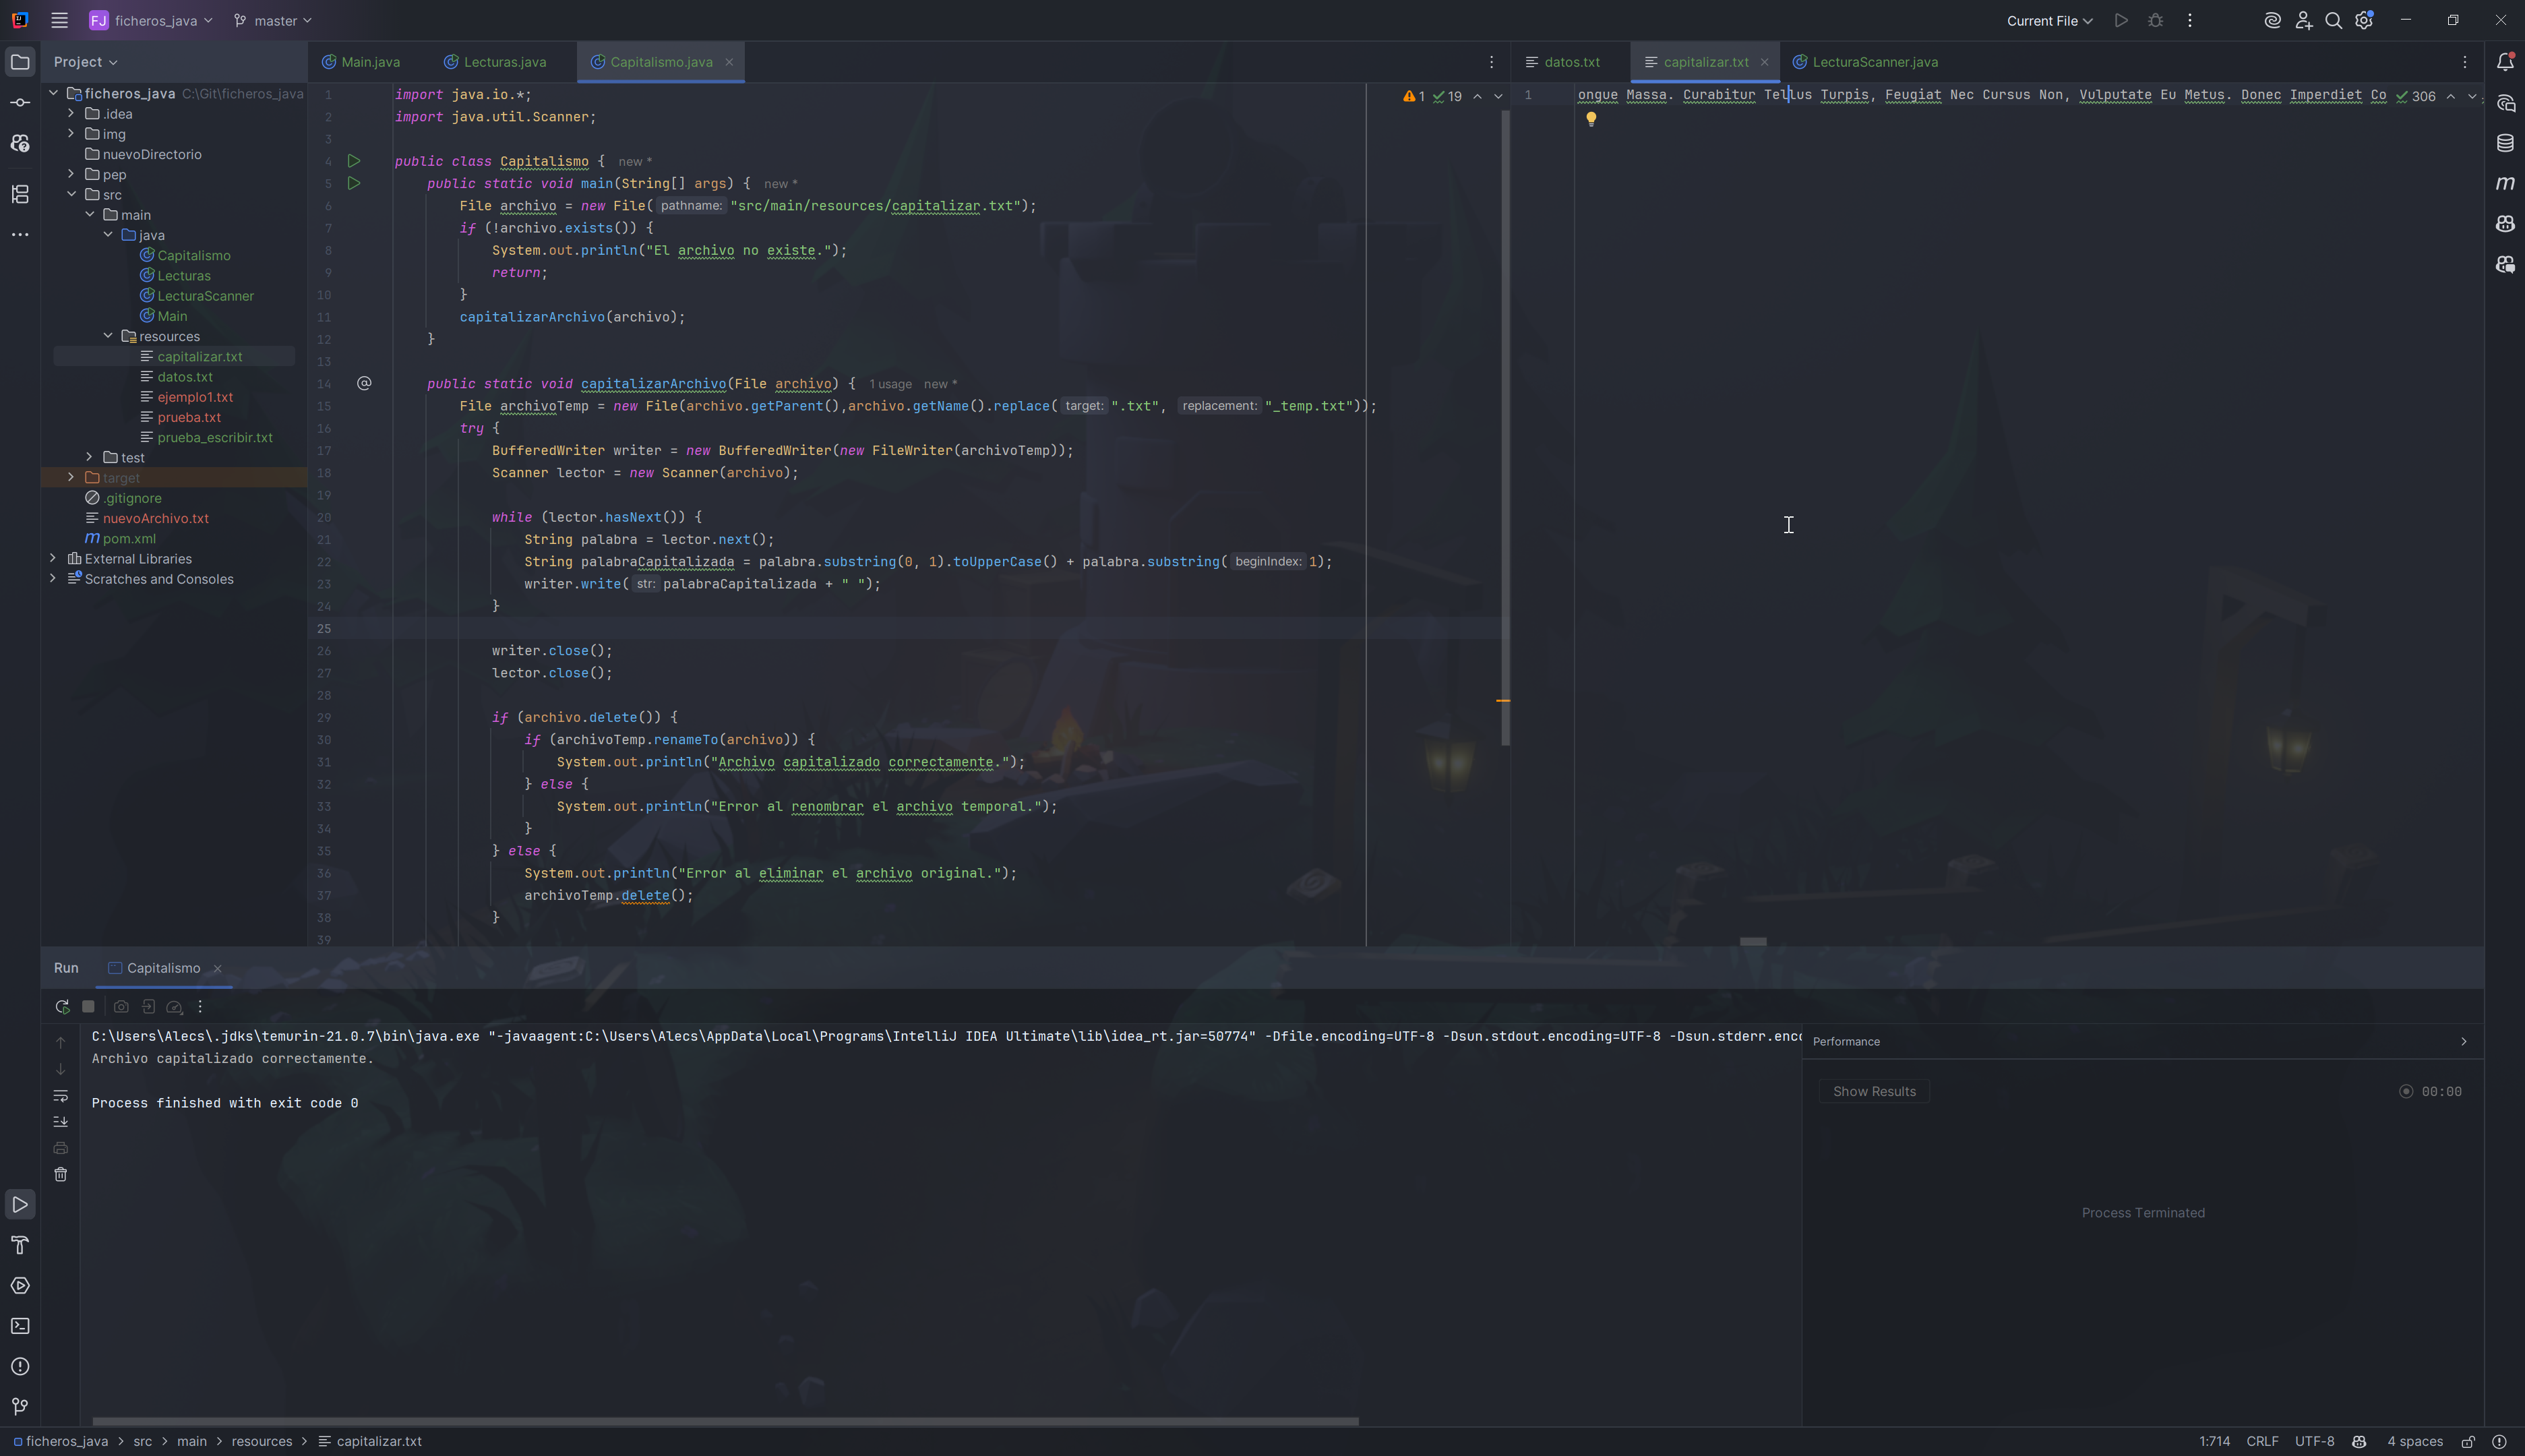 FJ ficheros_java master Current File
Project
ficheros_java C:\Git\ficheros_java
.idea
img
nuevoDirectorio
pep
src
main
java
Capitalismo
Lecturas
LecturaScanner
Main
resources
capitalizar.txt
datos.txt
ejemplo1.txt
prueba.txt
prueba_escribir.txt
test
target
.gitignore
nuevoArchivo.txt
m pom.xml
External Libraries
Scratches and Consoles
Main.java Lecturas.java Capitalismo.java
1 19
1 import java.io.*;
2 import java.util.Scanner;
3
4 public class Capitalismo { new *
5 public static void main(String[] args) { new *
6 File archivo = new File( pathname: "src/main/resources/capitalizar.txt");
7 if (!archivo.exists()) {
8 System.out.println("El archivo no existe.");
9 return;
10 }
11 capitalizarArchivo(archivo);
12 }
13
14 @ public static void capitalizarArchivo(File archivo) { 1 usage new *
15 File archivoTemp = new File(archivo.getParent(),archivo.getName().replace( target: ".txt", replacement: "_temp.txt"));
16 try {
17 BufferedWriter writer = new BufferedWriter(new FileWriter(archivoTemp));
18 Scanner lector = new Scanner(archivo);
19
20 while (lector.hasNext()) {
21 String palabra = lector.next();
22 String palabraCapitalizada = palabra.substring(0, 1).toUpperCase() + palabra.substring( beginIndex: 1);
23 writer.write( str: palabraCapitalizada + " ");
24 }
25
26 writer.close();
27 lector.close();
28
29 if (archivo.delete()) {
30 if (archivoTemp.renameTo(archivo)) {
31 System.out.println("Archivo capitalizado correctamente.");
32 } else {
33 System.out.println("Error al renombrar el archivo temporal.");
34 }
35 } else {
36 System.out.println("Error al eliminar el archivo original.");
37 archivoTemp.delete();
38 }
39
datos.txt capitalizar.txt LecturaScanner.java
1 ongue Massa. Curabitur Tellus Turpis, Feugiat Nec Cursus Non, Vulputate Eu Metus. Donec Imperdiet Co 306
m
Run Capitalismo
C:\Users\Alecs\.jdks\temurin-21.0.7\bin\java.exe "-javaagent:C:\Users\Alecs\AppData\Local\Programs\IntelliJ IDEA Ultimate\lib\idea_rt.jar=50774" -Dfile.encoding=UTF-8 -Dsun.stdout.encoding=UTF-8 -Dsun.stderr.enco
Archivo capitalizado correctamente.
Process finished with exit code 0
Performance
Show Results 00:00
Process Terminated
ficheros_java > src > main > resources > capitalizar.txt
1:714 CRLF UTF-8 4 spaces